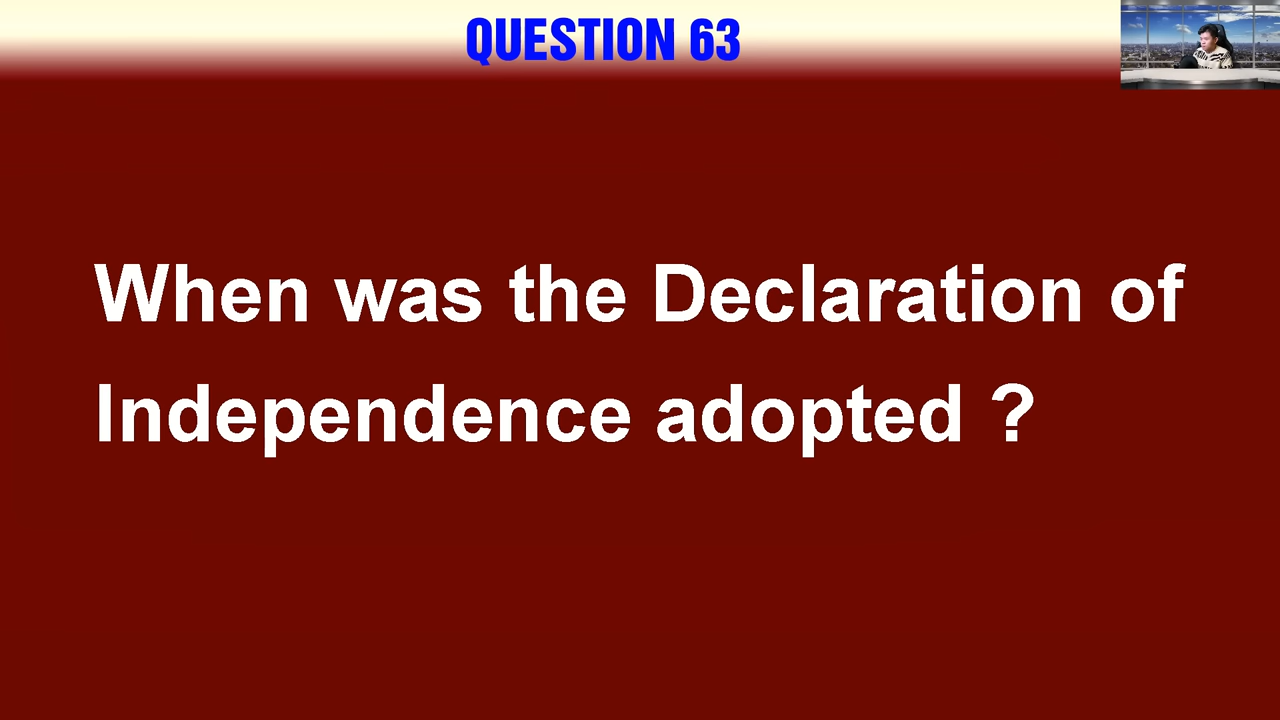 QUESTION 63
When was the Declaration of
Independence adopted ?